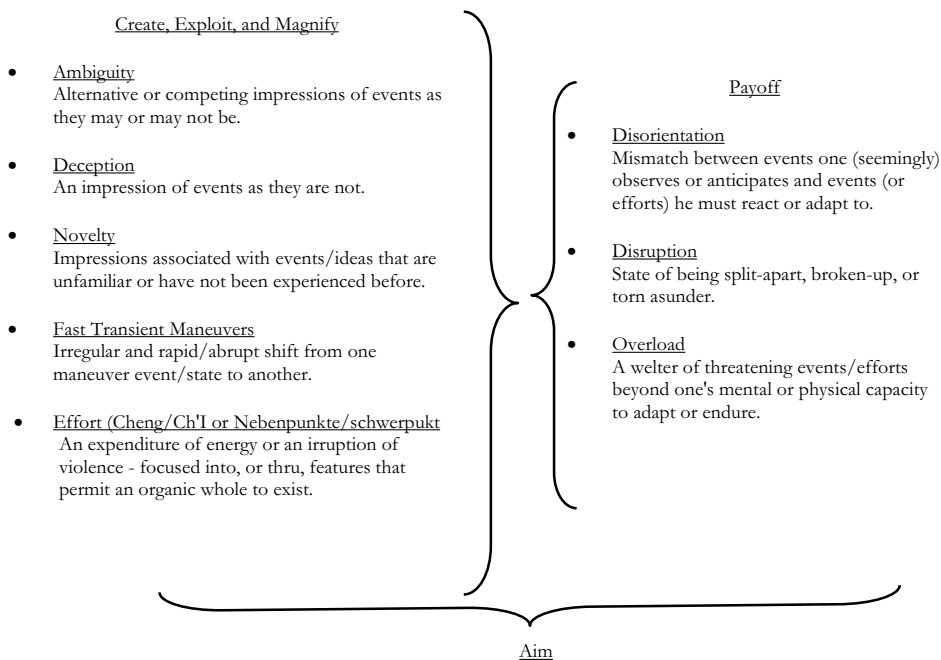 Create, Exploit, and Magnify
• Ambiguity
Alternative or competing impressions of events as
they may or may not be.
• Deception
An impression of events as they are not.
• Novelty
Impressions associated with events/ideas that are
unfamiliar or have not been experienced before.
• Fast Transient Maneuvers
Irregular and rapid/abrupt shift from one
maneuver event/state to another.
• Effort (Cheng/Ch'I or Nebenpunkte/schwerpukt
An expenditure of energy or an irruption of
violence - focused into, or thru, features that
permit an organic whole to exist.
Payoff
• Disorientation
Mismatch between events one (seemingly)
observes or anticipates and events (or
efforts) he must react or adapt to.
• Disruption
State of being split-apart, broken-up, or
torn asunder.
• Overload
A welter of threatening events/efforts
beyond one's mental or physical capacity
to adapt or endure.
Aim